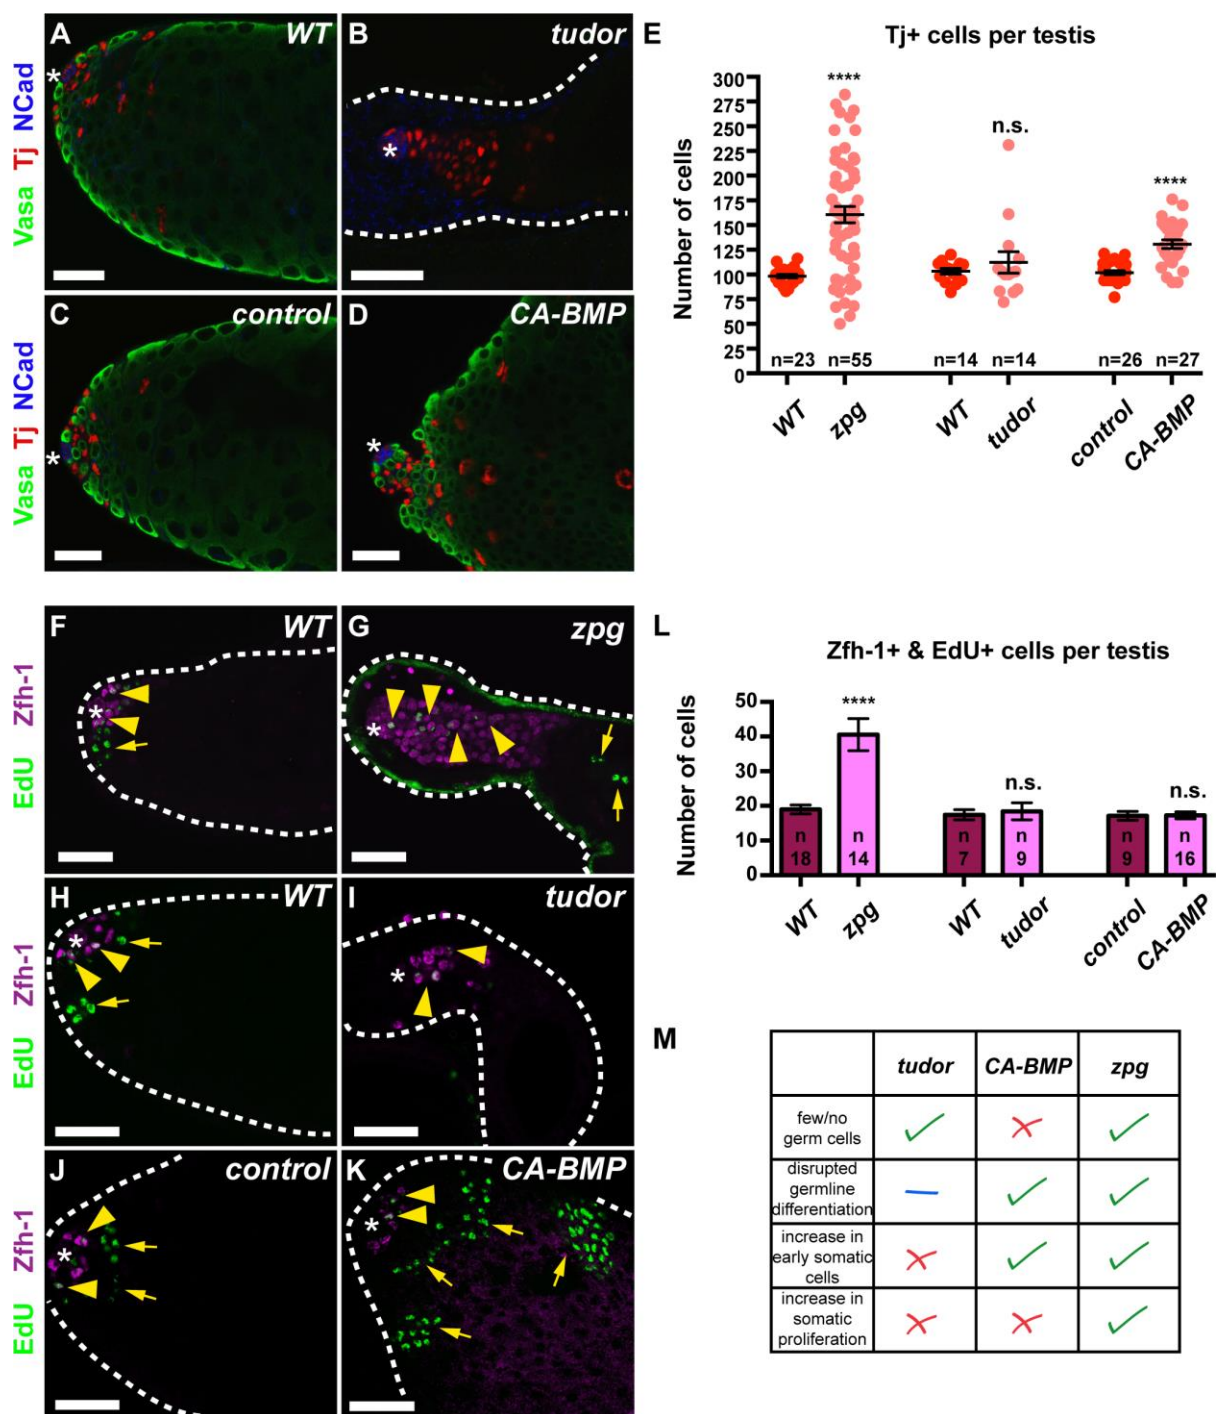 A
WT
B
tudor
Vasa Tj NCad
*
*
C
control
D
CA-BMP
Vasa Tj NCad
*
*
E
Tj+ cells per testis
Number of cells
300
275
250
225
200
175
150
125
100
75
50
25
0
****
n.s.
****
n=23
n=55
n=14
n=14
n=26
n=27
WT
zpg
WT
tudor
control
CA-BMP
F
WT
G
zpg
EdU Zfh-1
*
*
H
WT
I
tudor
EdU Zfh-1
*
*
J
control
K
CA-BMP
EdU Zfh-1
*
*
L
Zfh-1+ & EdU+ cells per testis
Number of cells
50
40
30
20
10
0
****
n.s.
n.s.
n
18
n
14
n
7
n
9
n
9
n
16
WT
zpg
WT
tudor
control
CA-BMP
M
tudor CA-BMP zpg
few/no
germ cells
disrupted
germline
differentiation
increase in
early somatic
cells
increase in
somatic
proliferation